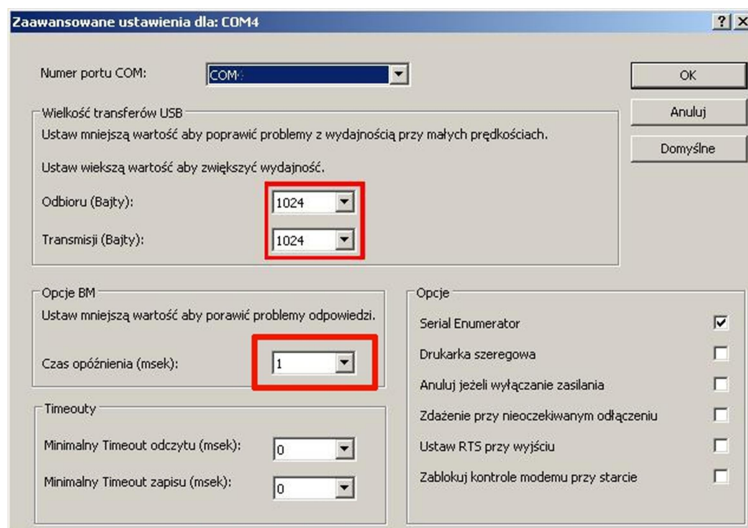 Zaawansowane ustawienia dla: COM4
Numer portu COM:
COM4
OK
Anuluj
Domyślne
Wielkość transferów USB
Ustaw mniejszą wartość aby poprawić problemy z wydajnością przy małych prędkościach.
Ustaw wiekszą wartość aby zwiększyć wydajność.
Odbioru (Bajty):
1024
Transmisji (Bajty):
1024
Opcje BM
Ustaw mniejszą wartość aby porawić problemy odpowiedzi.
Czas opóźnienia (msek):
1
Timeouty
Minimalny Timeout odczytu (msek):
0
Minimalny Timeout zapisu (msek):
0
Opcje
Serial Enumerator
Drukarka szeregowa
Anuluj jeżeli wyłączanie zasilania
Zdażenie przy nieoczekiwanym odłączeniu
Ustaw RTS przy wyjściu
Zablokuj kontrole modemu przy starcie